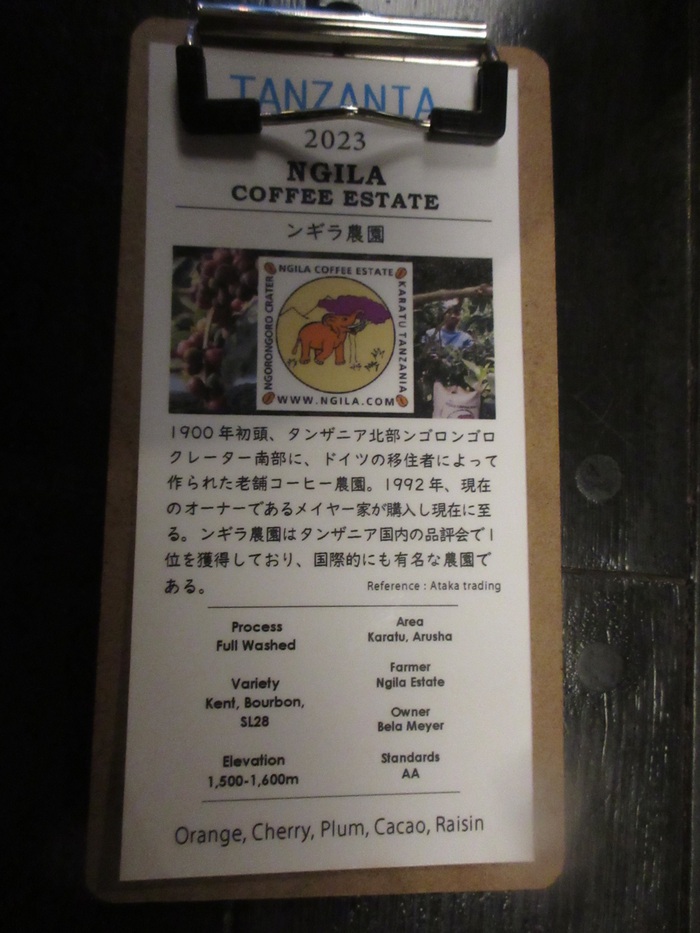 TANZANIA
2023
NGILA
COFFEE ESTATE
ンギラ農園
NGILA COFFEE ESTATE
NGORONGORO CRATER
KARATU TANZANIA
WWW.NGILA.COM
1900年初頭、タンザニア北部ンゴロンゴロ
クレーター南部に、ドイツの移住者によって
作られた老舗コーヒー農園。1992年、現在
のオーナーであるメイヤー家が購入し現在に至
る。ンギラ農園はタンザニア国内の品評会で1
位を獲得しており、国際的にも有名な農園で
ある。
Reference : Ataka trading
Process
Full Washed
Variety
Kent, Bourbon,
SL28
Elevation
1,500-1,600m
Area
Karatu, Arusha
Farmer
Ngila Estate
Owner
Bela Meyer
Standards
AA
Orange, Cherry, Plum, Cacao, Raisin